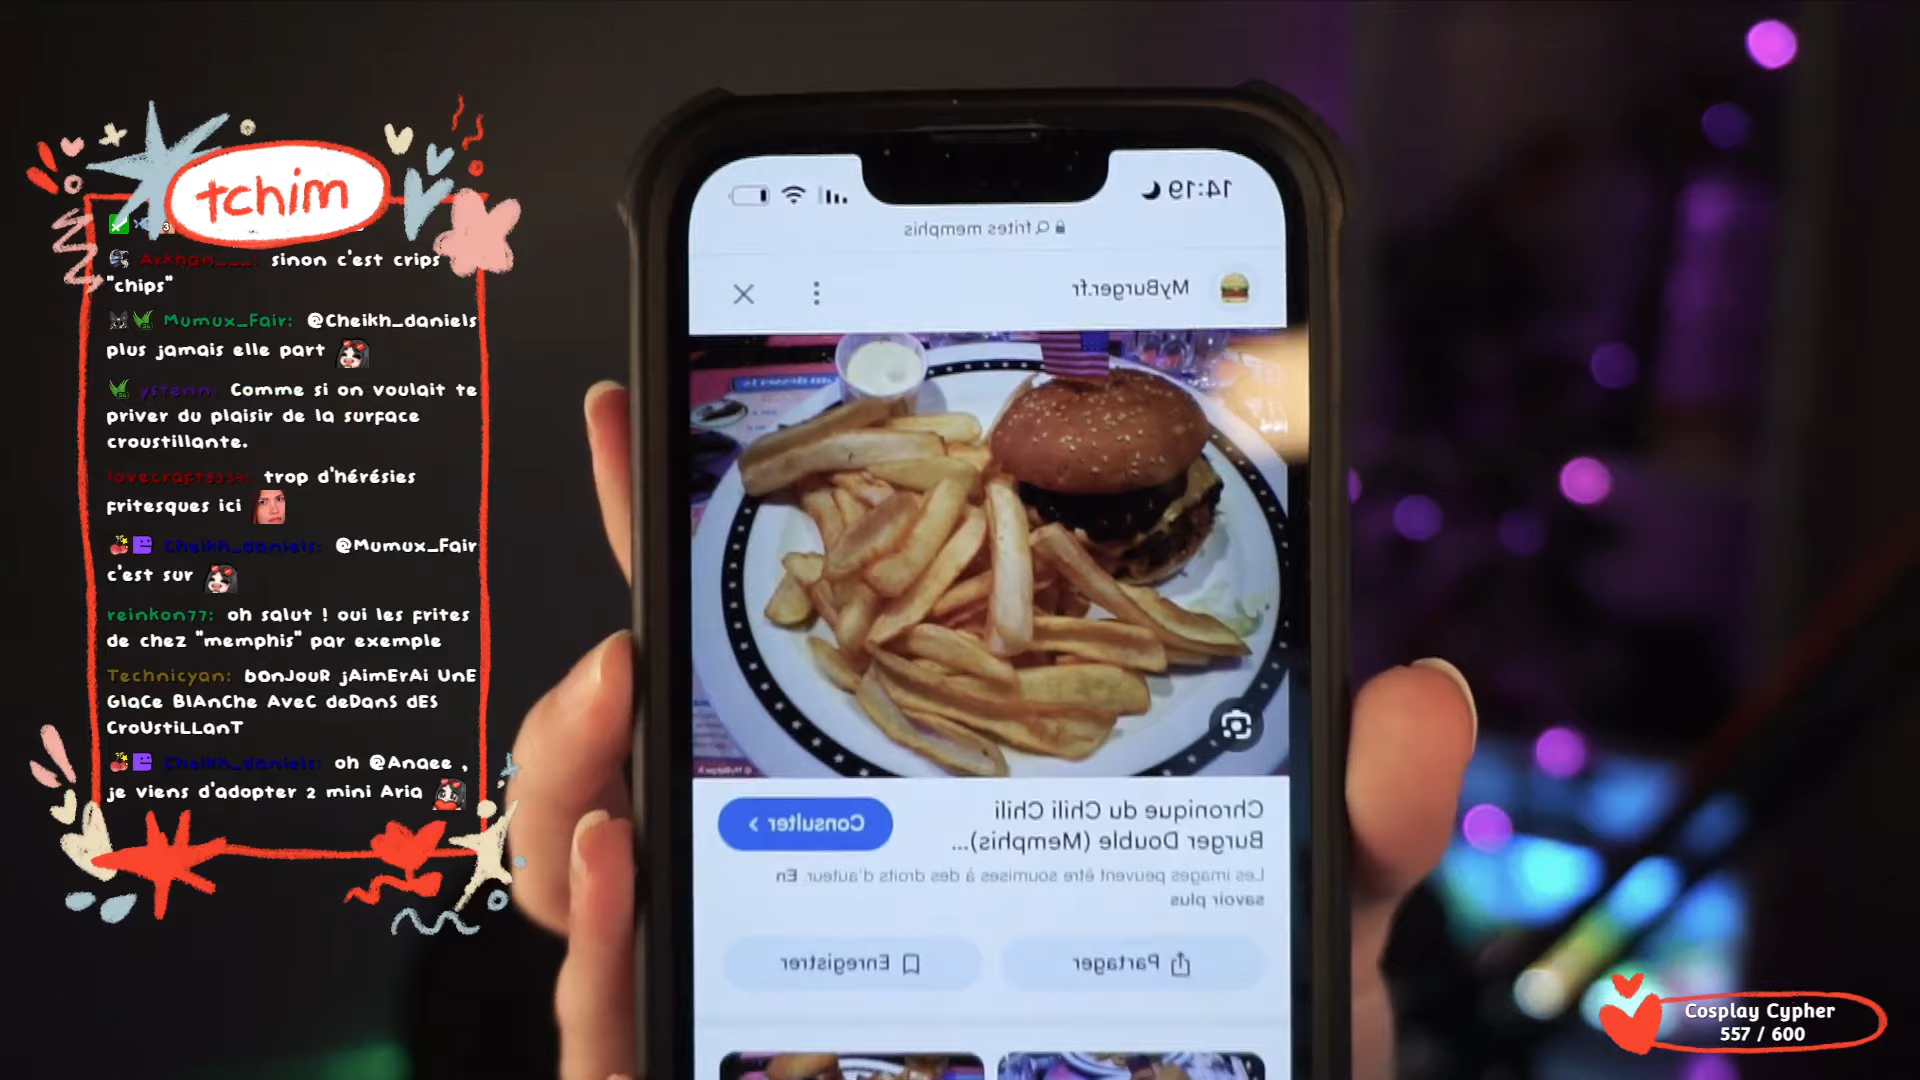 tchim
Arkhan___: sinon c'est crips
"chips"
Mumux_Fair: @Cheikh_daniels
plus jamais elle part
ystenn: Comme si on voulait te
priver du plaisir de la surface
croustillante.
trop d'hérésies
fritesques ici
Cheikh_daniels: @Mumux_Fair
c'est sur
reinkon77: oh salut ! oui les frites
de chez "memphis" par exemple
Technicyan: bOnJouR jAimErAi UnE
GlaCe BlAnChe AveC deDanS dES
CroUstiLLanT
Cheikh_daniels: oh @Anaee ,
je viens d'adopter 2 mini Aria
14:19
frites memphis
MyBurger.fr
Chronique du Chili Chili
Burger Double (Memphis)...
Consulter >
Les images peuvent être soumises à des droits d'auteur. En
savoir plus
Partager
Enregistrer
Cosplay Cypher
557 / 600